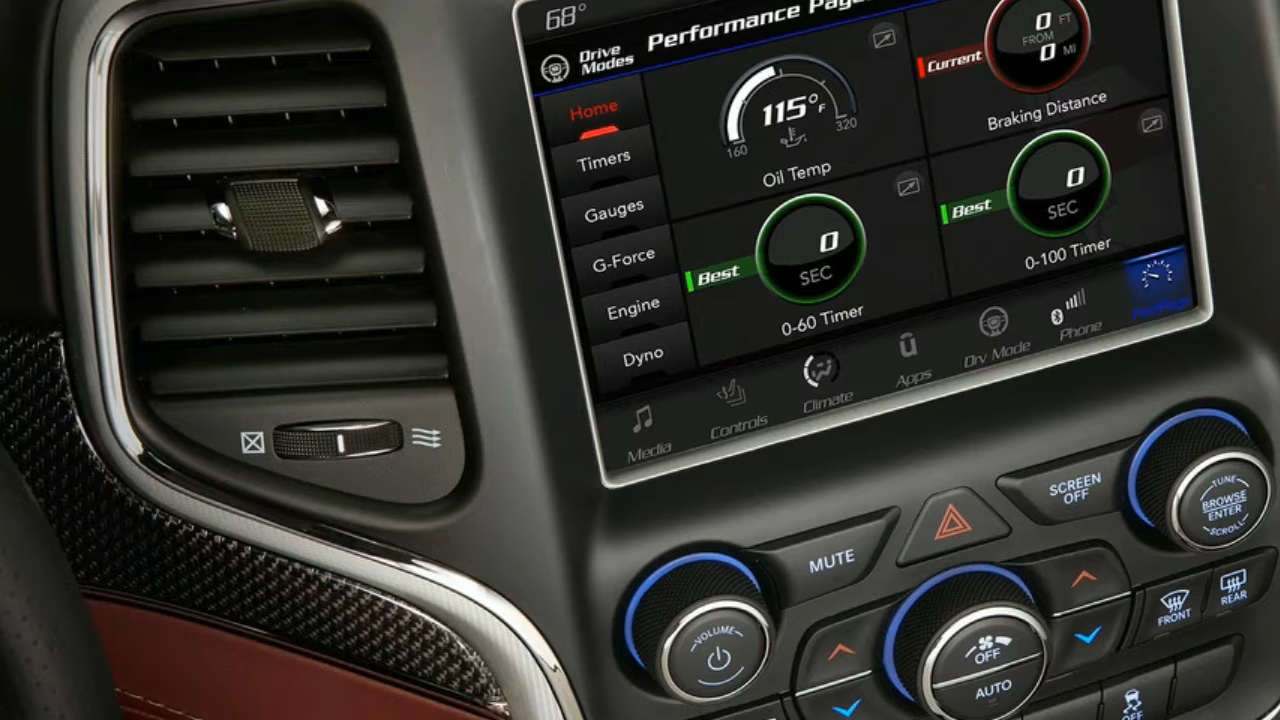 68°
Performance Pages
Drive
Modes
Home
Timers
Gauges
G-Force
Engine
Dyno
115°F
160
320
Oil Temp
Current
0 FT
FROM
0 MI
Braking Distance
Best
0
SEC
0-60 Timer
Best
0
SEC
0-100 Timer
Media
Controls
Climate
Apps
Drv Mode
Phone
SCREEN
OFF
MUTE
TUNE
BROWSE
ENTER
SCROLL
VOLUME
OFF
AUTO
FRONT
REAR
OFF